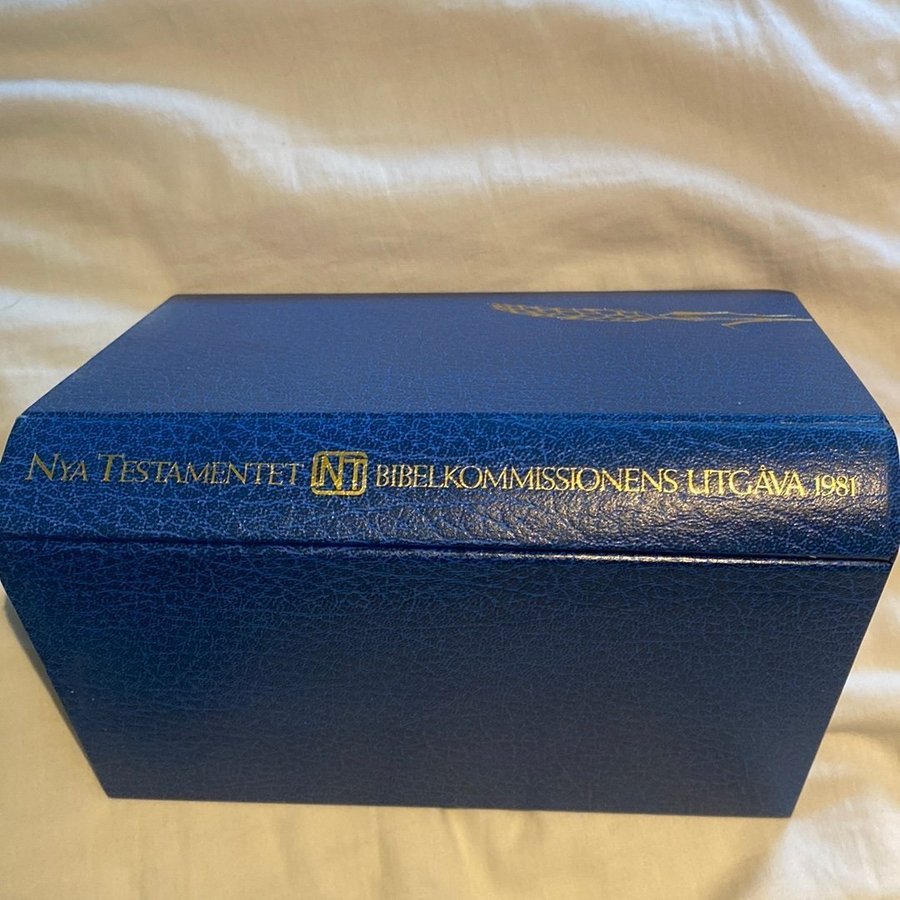 NYA TESTAMENTET NT BIBELKOMMISSIONENS UTGÅVA 1981